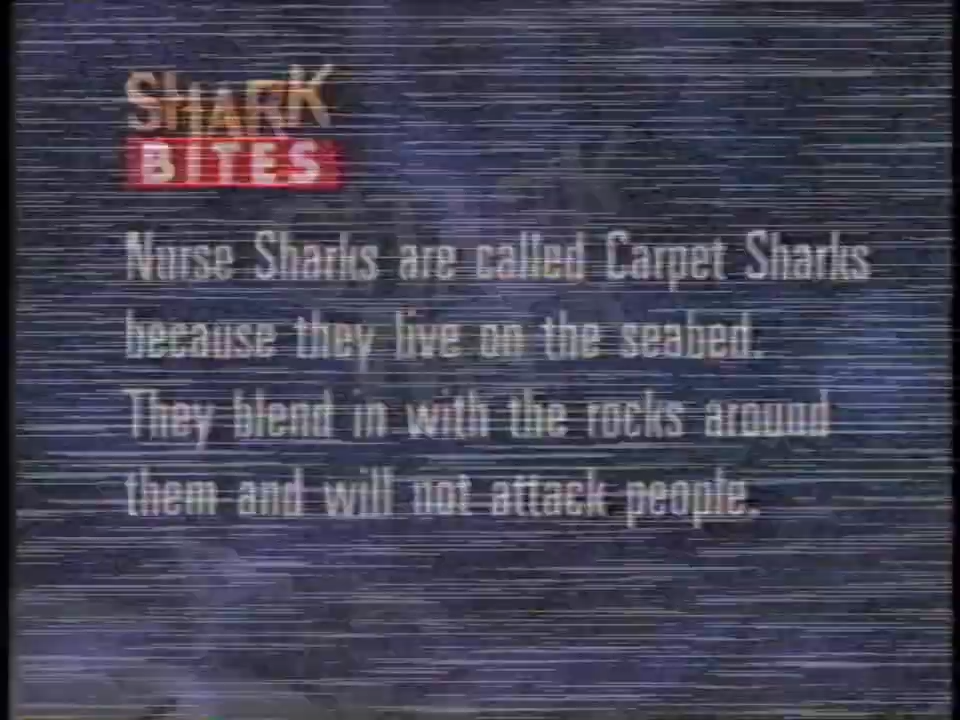 SHARK
BITES
Nurse Sharks are called Carpet Sharks
because they live on the seabed.
They blend in with the rocks around
them and will not attack people.